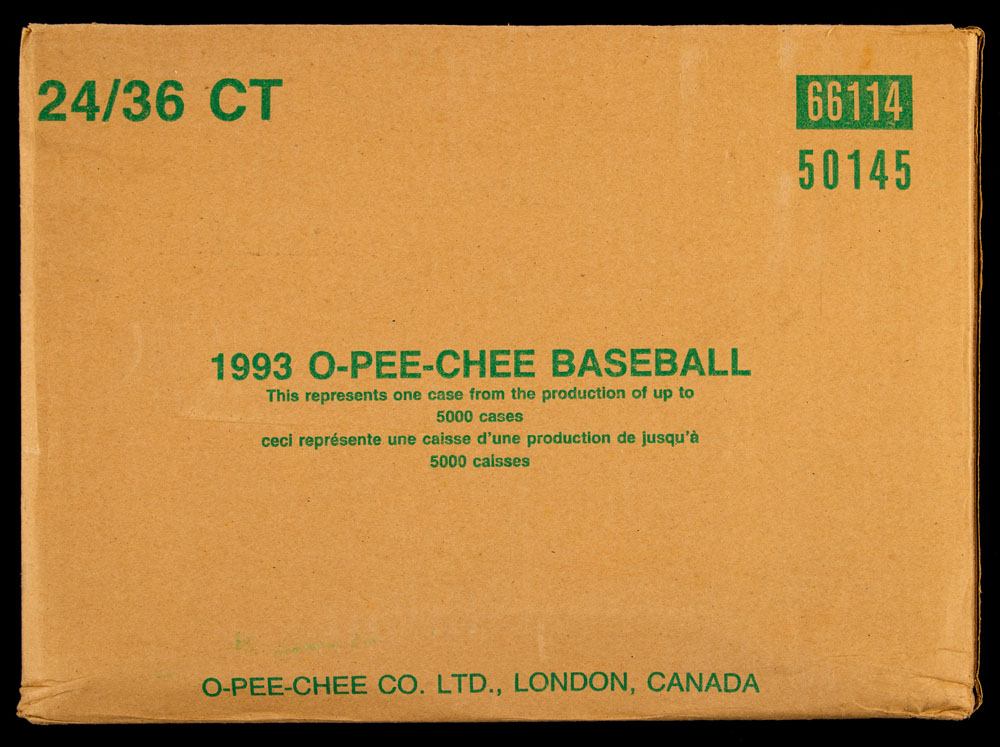 24/36 CT
66114
50145
1993 O-PEE-CHEE BASEBALL
This represents one case from the production of up to
5000 cases
ceci représente une caisse d'une production de jusqu'à
5000 caisses
O-PEE-CHEE CO. LTD., LONDON, CANADA